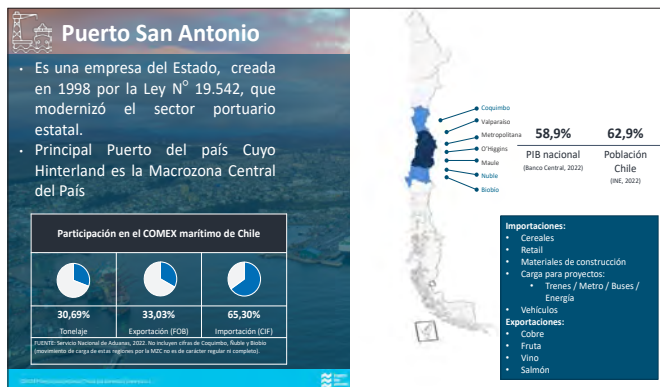 Puerto San Antonio
• Es una empresa del Estado, creada
en 1998 por la Ley N° 19.542, que
modernizó el sector portuario
estatal.
• Principal Puerto del país Cuyo
Hinterland es la Macrozona Central
del País
Participación en el COMEX marítimo de Chile
30,69%
Tonelaje
33,03%
Exportación (FOB)
65,30%
Importación (CIF)
FUENTE: Servicio Nacional de Aduanas, 2022. No incluyen cifras de Coquimbo, Ñuble y Biobio
(movimiento de carga de estas regiones por la MZC no es de carácter regular ni completo).
Coquimbo
Valparaíso
Metropolitana
O'Higgins
Maule
Nuble
Biobio
58,9%
PIB nacional
(Banco Central, 2022)
62,9%
Población
Chile
(INE, 2022)
Importaciones:
• Cereales
• Retail
• Materiales de construcción
• Carga para proyectos:
• Trenes / Metro / Buses /
Energía
• Vehículos
Exportaciones:
• Cobre
• Fruta
• Vino
• Salmón